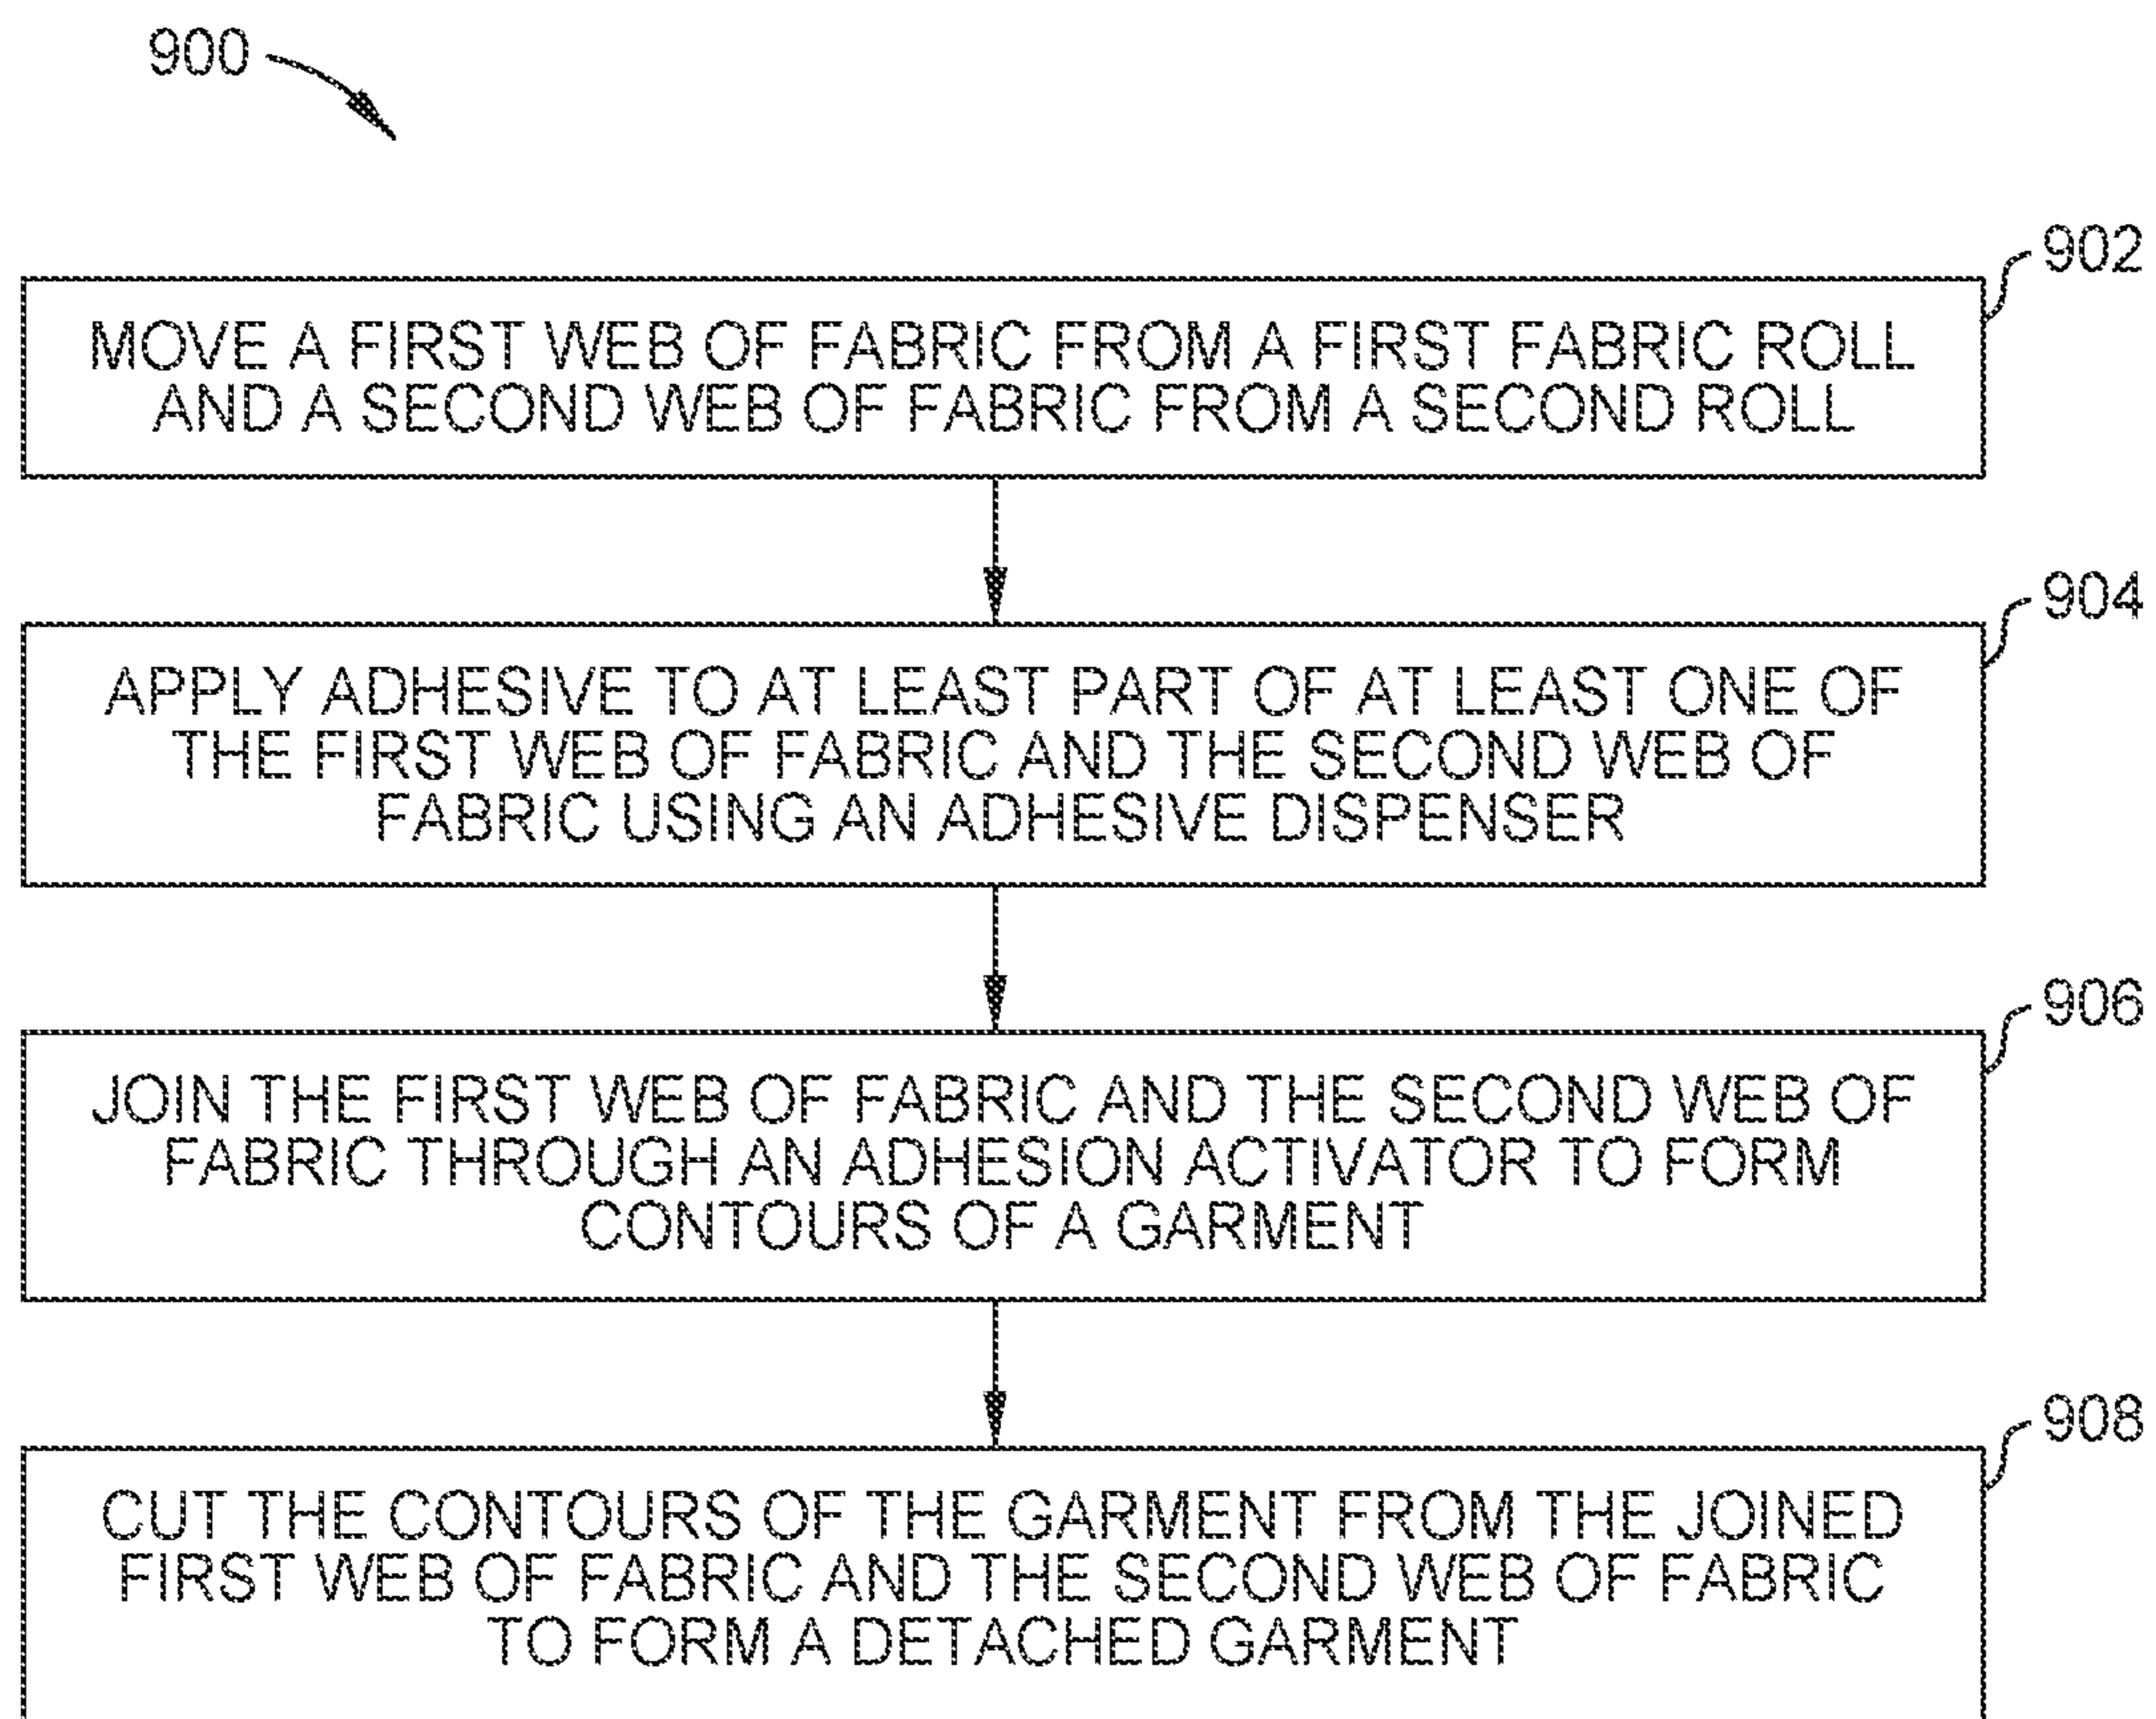 900
902
MOVE A FIRST WEB OF FABRIC FROM A FIRST FABRIC ROLL
AND A SECOND WEB OF FABRIC FROM A SECOND ROLL
904
APPLY ADHESIVE TO AT LEAST PART OF AT LEAST ONE OF
THE FIRST WEB OF FABRIC AND THE SECOND WEB OF
FABRIC USING AN ADHESIVE DISPENSER
906
JOIN THE FIRST WEB OF FABRIC AND THE SECOND WEB OF
FABRIC THROUGH AN ADHESION ACTIVATOR TO FORM
CONTOURS OF A GARMENT
908
CUT THE CONTOURS OF THE GARMENT FROM THE JOINED
FIRST WEB OF FABRIC AND THE SECOND WEB OF FABRIC
TO FORM A DETACHED GARMENT